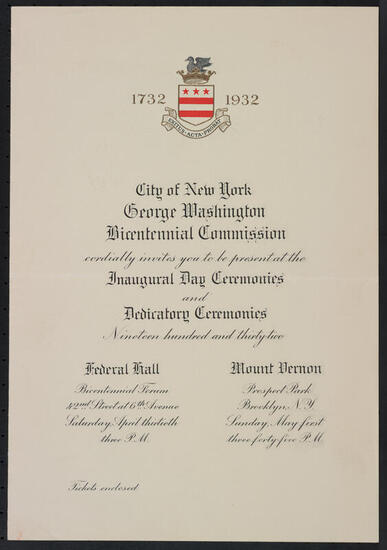 1732 1932
EXITUS·ACTA·PROBAT
City of New York
George Washington
Bicentennial Commission
cordially invites you to be present at the
Inaugural Day Ceremonies
and
Dedicatory Ceremonies
Nineteen hundred and thirty-two
Federal Hall
Bicentennial Forum
42nd Street at 6th Avenue
Saturday, April thirtieth
three P.M.
Mount Vernon
Prospect Park
Brooklyn, N.Y.
Sunday, May first
three forty-five P.M.
Tickets enclosed